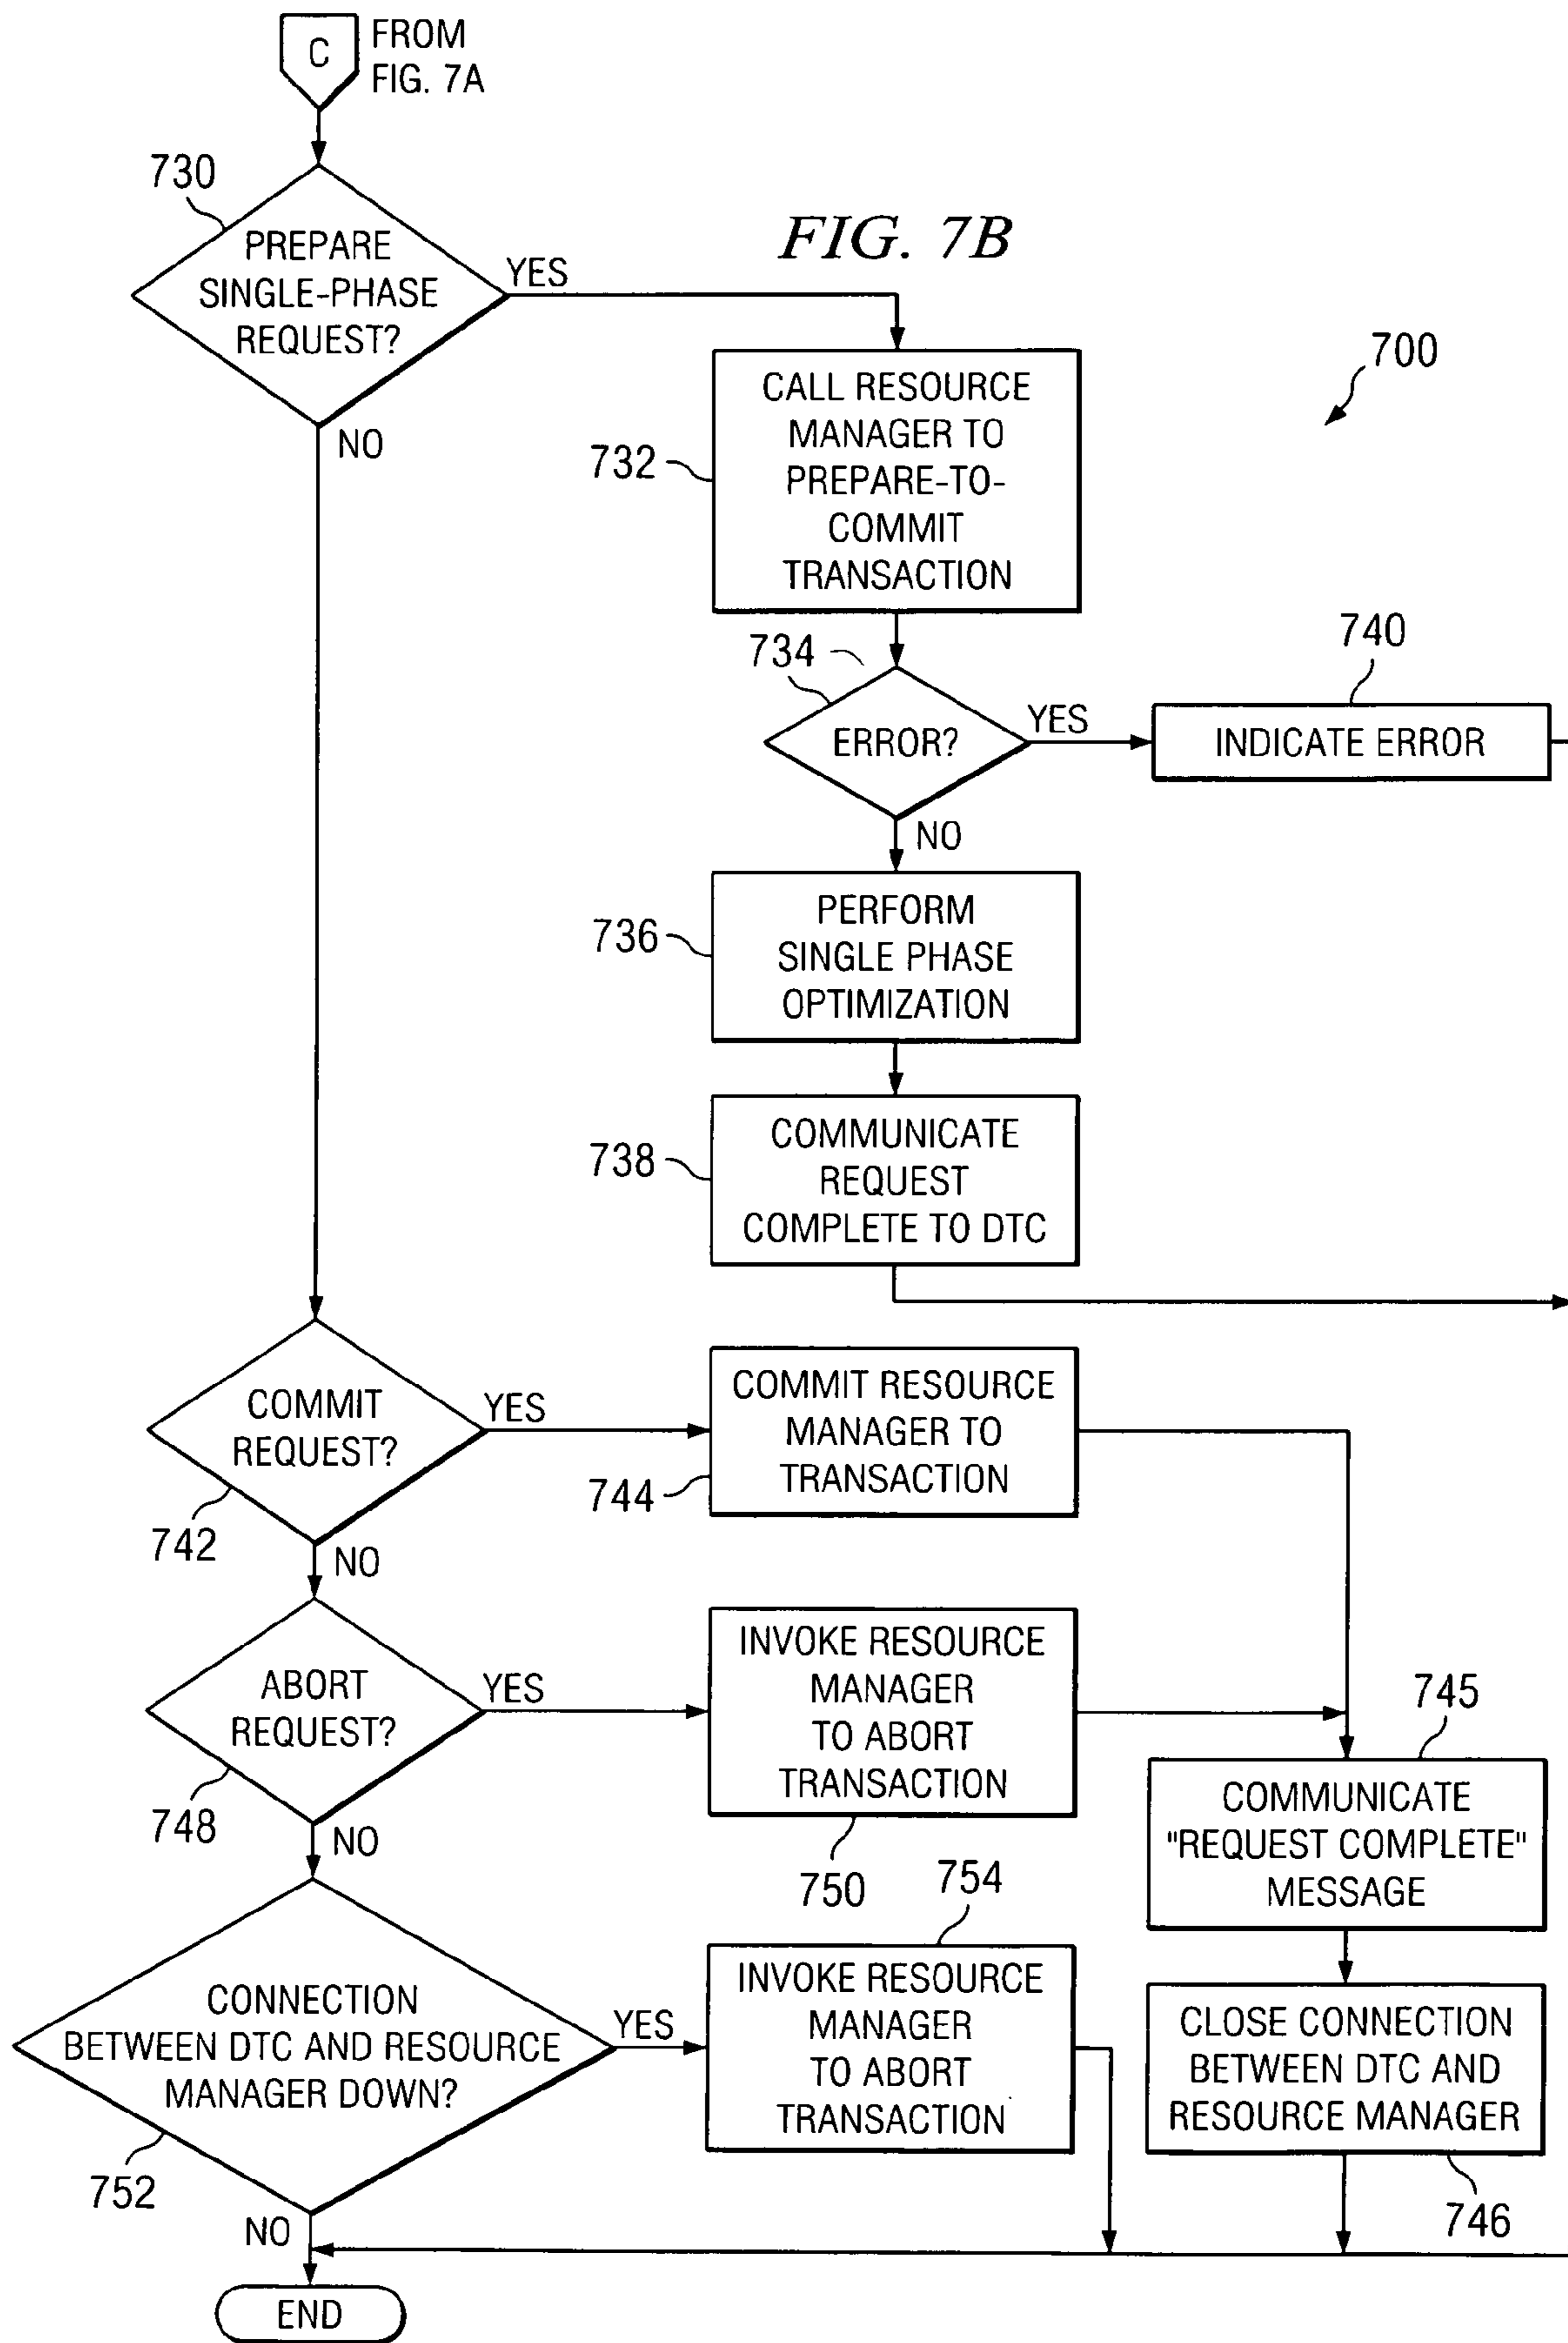 C
FROM
FIG. 7A
730
FIG. 7B
PREPARE
SINGLE-PHASE
REQUEST?
YES
NO
700
CALL RESOURCE
MANAGER TO
PREPARE-TO-
COMMIT
TRANSACTION
732
734
740
ERROR?
YES
INDICATE ERROR
NO
PERFORM
SINGLE PHASE
OPTIMIZATION
736
COMMUNICATE
REQUEST
COMPLETE TO DTC
738
COMMIT
REQUEST?
YES
742
NO
COMMIT RESOURCE
MANAGER TO
TRANSACTION
744
ABORT
REQUEST?
YES
748
NO
INVOKE RESOURCE
MANAGER
TO ABORT
TRANSACTION
750
745
COMMUNICATE
"REQUEST COMPLETE"
MESSAGE
754
CONNECTION
BETWEEN DTC AND RESOURCE
MANAGER DOWN?
YES
752
NO
INVOKE RESOURCE
MANAGER
TO ABORT
TRANSACTION
CLOSE CONNECTION
BETWEEN DTC AND
RESOURCE MANAGER
746
END